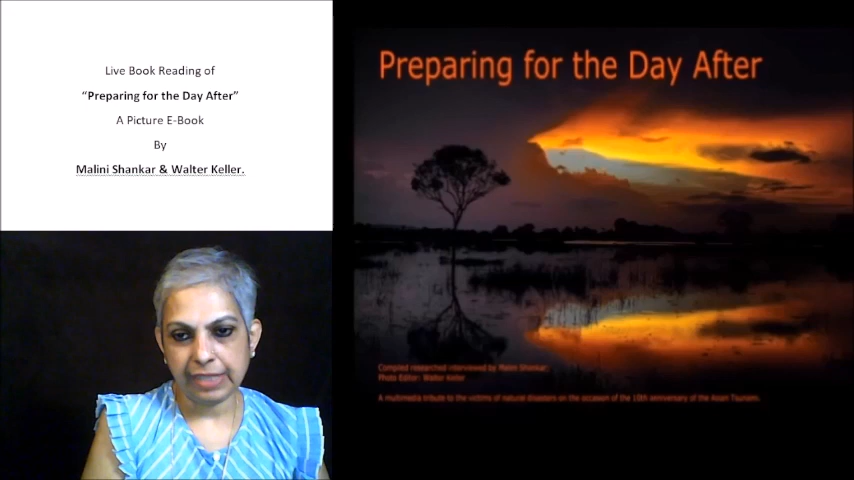 Live Book Reading of
“Preparing for the Day After”
A Picture E-Book
By
Malini Shankar & Walter Keller.
Preparing for the Day After
Compiled researched interviewed by Malini Shankar.
Photo Editor: Walter Keller
A multimedia tribute to the victims of natural disasters on the occasion of the 10th anniversary of the Asian Tsunami.